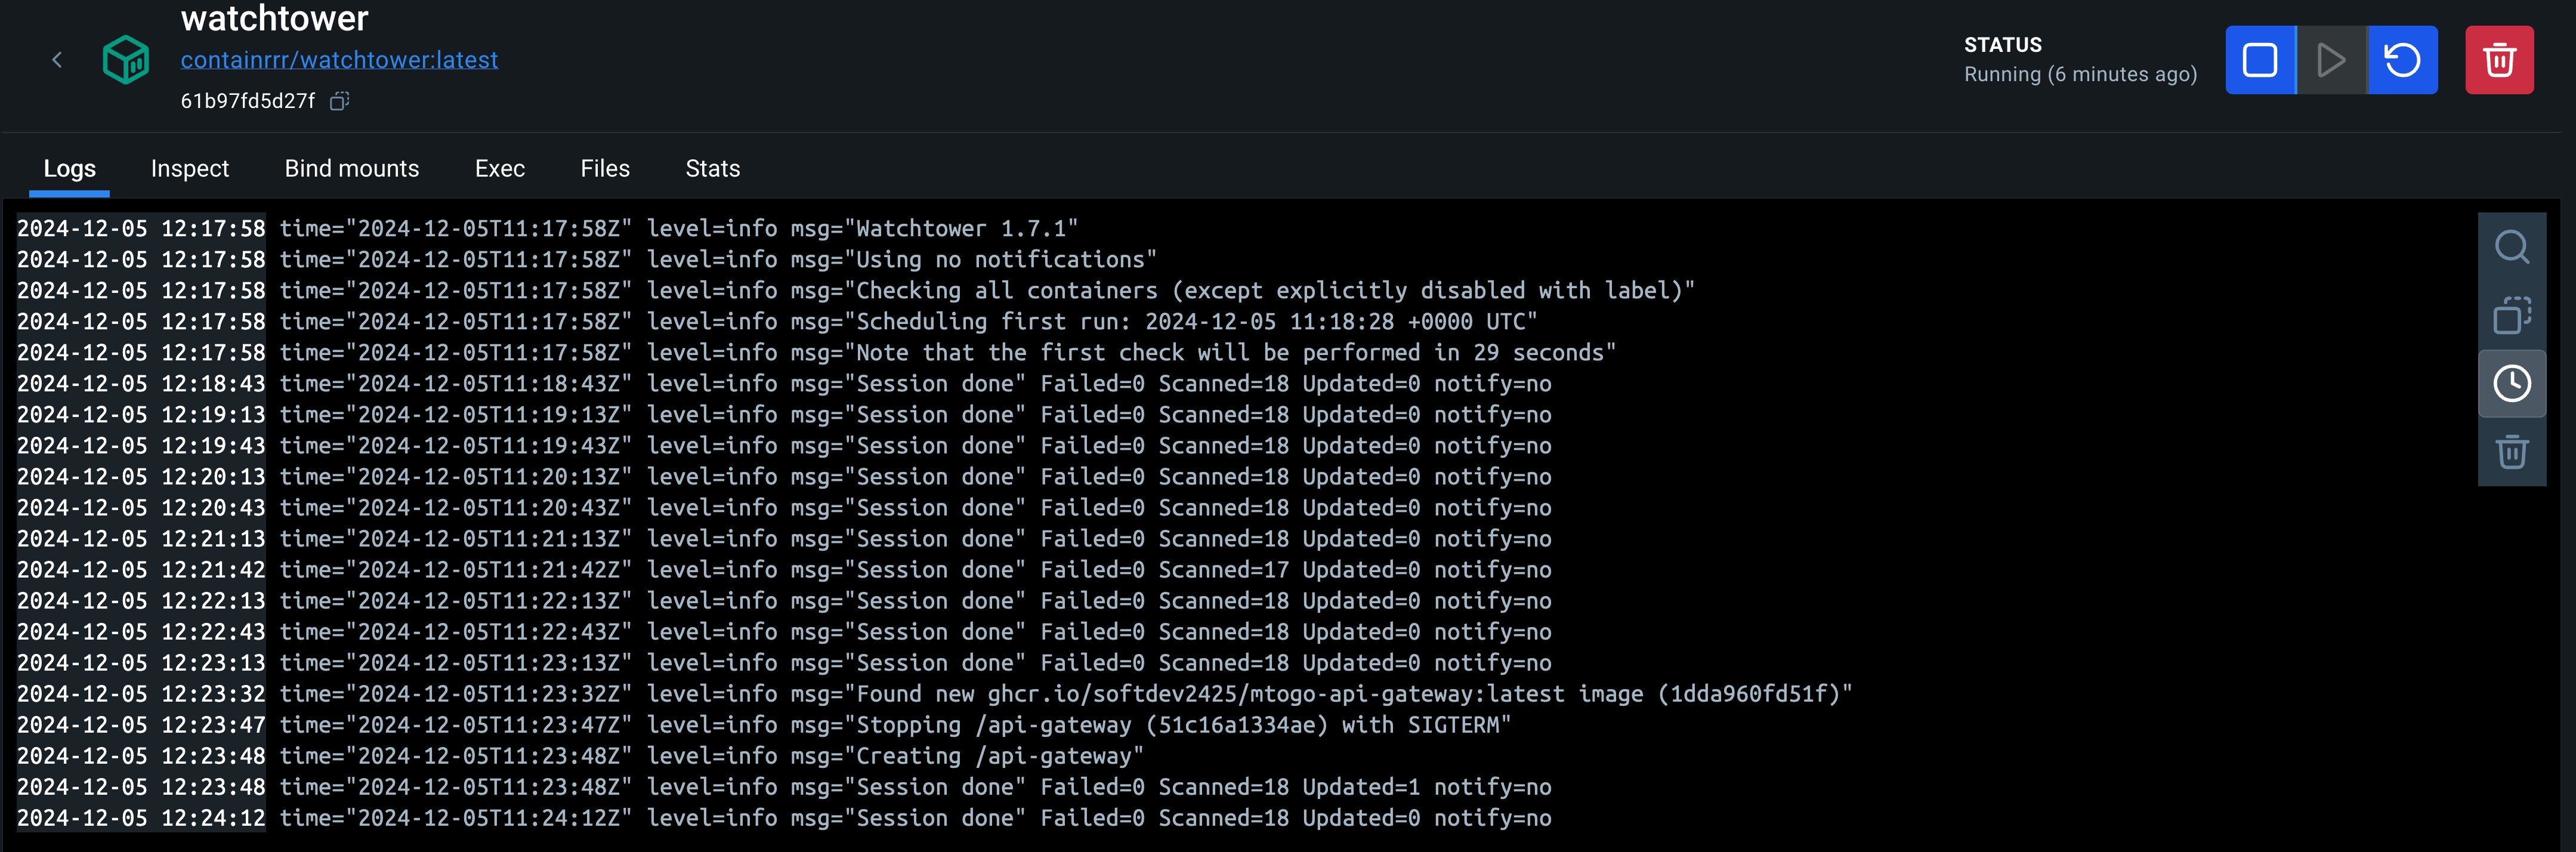 watchtower
containrrr/watchtower:latest
61b97fd5d27f
STATUS
Running (6 minutes ago)
Logs Inspect Bind mounts Exec Files Stats
2024-12-05 12:17:58 time="2024-12-05T11:17:58Z" level=info msg="Watchtower 1.7.1"
2024-12-05 12:17:58 time="2024-12-05T11:17:58Z" level=info msg="Using no notifications"
2024-12-05 12:17:58 time="2024-12-05T11:17:58Z" level=info msg="Checking all containers (except explicitly disabled with label)"
2024-12-05 12:17:58 time="2024-12-05T11:17:58Z" level=info msg="Scheduling first run: 2024-12-05 11:18:28 +0000 UTC"
2024-12-05 12:17:58 time="2024-12-05T11:17:58Z" level=info msg="Note that the first check will be performed in 29 seconds"
2024-12-05 12:18:43 time="2024-12-05T11:18:43Z" level=info msg="Session done" Failed=0 Scanned=18 Updated=0 notify=no
2024-12-05 12:19:13 time="2024-12-05T11:19:13Z" level=info msg="Session done" Failed=0 Scanned=18 Updated=0 notify=no
2024-12-05 12:19:43 time="2024-12-05T11:19:43Z" level=info msg="Session done" Failed=0 Scanned=18 Updated=0 notify=no
2024-12-05 12:20:13 time="2024-12-05T11:20:13Z" level=info msg="Session done" Failed=0 Scanned=18 Updated=0 notify=no
2024-12-05 12:20:43 time="2024-12-05T11:20:43Z" level=info msg="Session done" Failed=0 Scanned=18 Updated=0 notify=no
2024-12-05 12:21:13 time="2024-12-05T11:21:13Z" level=info msg="Session done" Failed=0 Scanned=18 Updated=0 notify=no
2024-12-05 12:21:42 time="2024-12-05T11:21:42Z" level=info msg="Session done" Failed=0 Scanned=17 Updated=0 notify=no
2024-12-05 12:22:13 time="2024-12-05T11:22:13Z" level=info msg="Session done" Failed=0 Scanned=18 Updated=0 notify=no
2024-12-05 12:22:43 time="2024-12-05T11:22:43Z" level=info msg="Session done" Failed=0 Scanned=18 Updated=0 notify=no
2024-12-05 12:23:13 time="2024-12-05T11:23:13Z" level=info msg="Session done" Failed=0 Scanned=18 Updated=0 notify=no
2024-12-05 12:23:32 time="2024-12-05T11:23:32Z" level=info msg="Found new ghcr.io/softdev2425/mtogo-api-gateway:latest image (1dda960fd51f)"
2024-12-05 12:23:47 time="2024-12-05T11:23:47Z" level=info msg="Stopping /api-gateway (51c16a1334ae) with SIGTERM"
2024-12-05 12:23:48 time="2024-12-05T11:23:48Z" level=info msg="Creating /api-gateway"
2024-12-05 12:23:48 time="2024-12-05T11:23:48Z" level=info msg="Session done" Failed=0 Scanned=18 Updated=1 notify=no
2024-12-05 12:24:12 time="2024-12-05T11:24:12Z" level=info msg="Session done" Failed=0 Scanned=18 Updated=0 notify=no